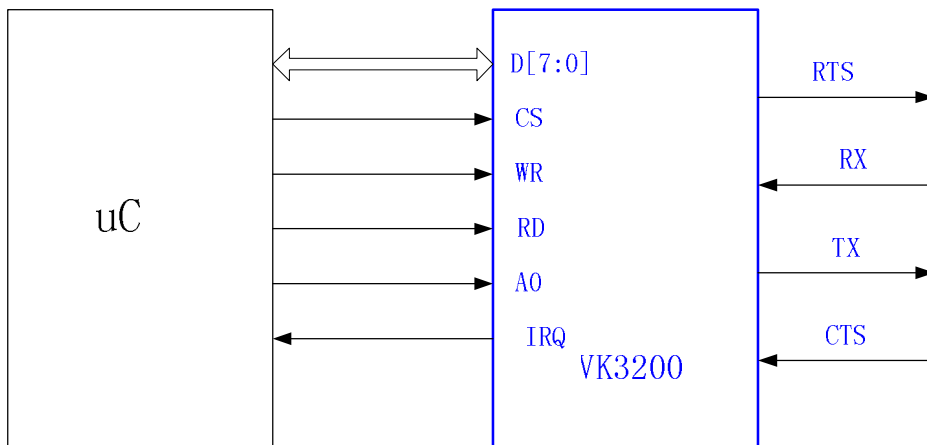 uC
D[7:0]
CS
WR
RD
A0
IRQ
VK3200
RTS
RX
TX
CTS